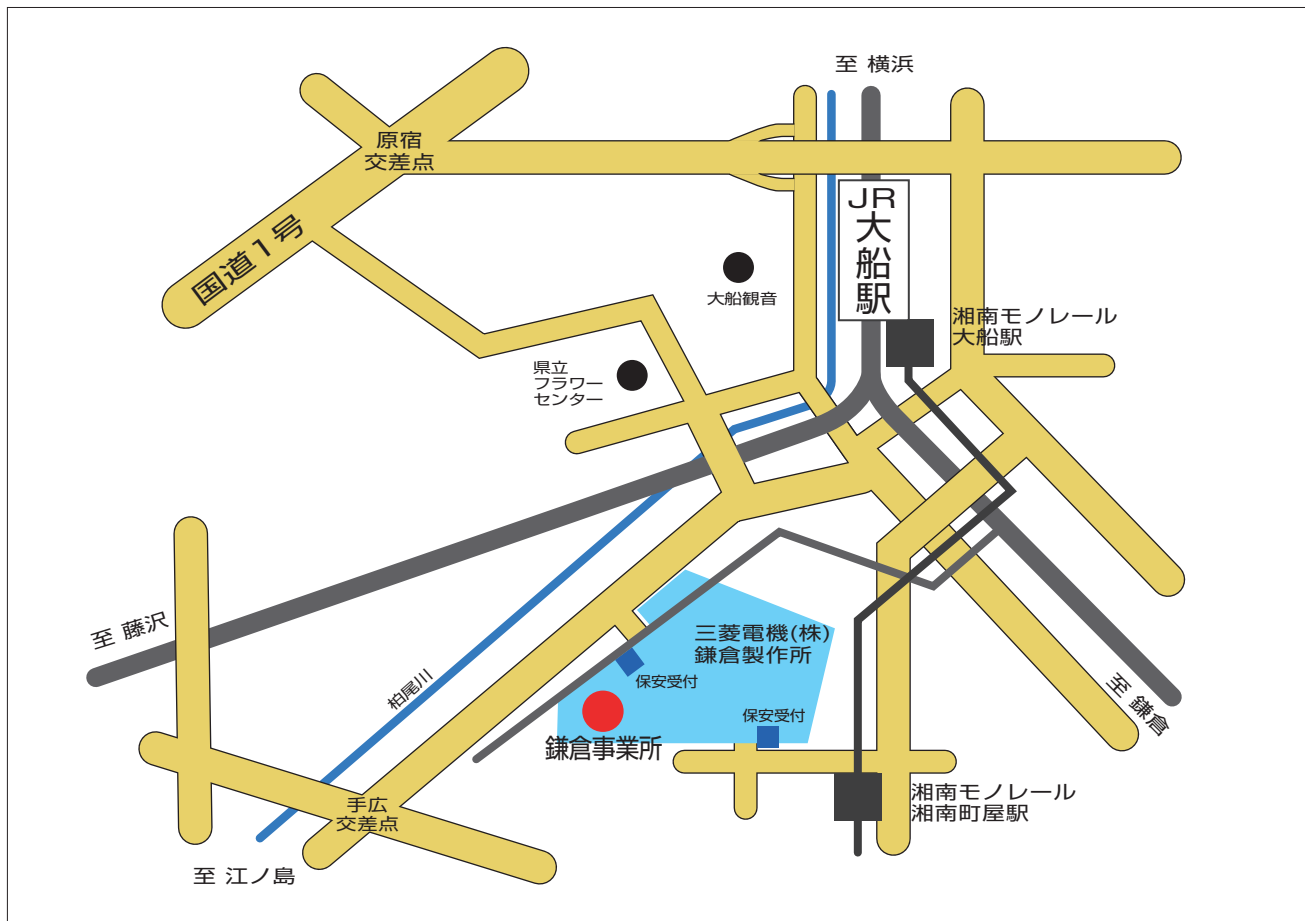 至 横浜
原宿
交差点
JR
大船駅
国道1号
大船観音
湘南モノレール
大船駅
県立
フラワー
センター
至 藤沢
三菱電機(株)
鎌倉製作所
保安受付
柏尾川
至 鎌倉
保安受付
鎌倉事業所
湘南モノレール
湘南町屋駅
手広
交差点
至 江ノ島